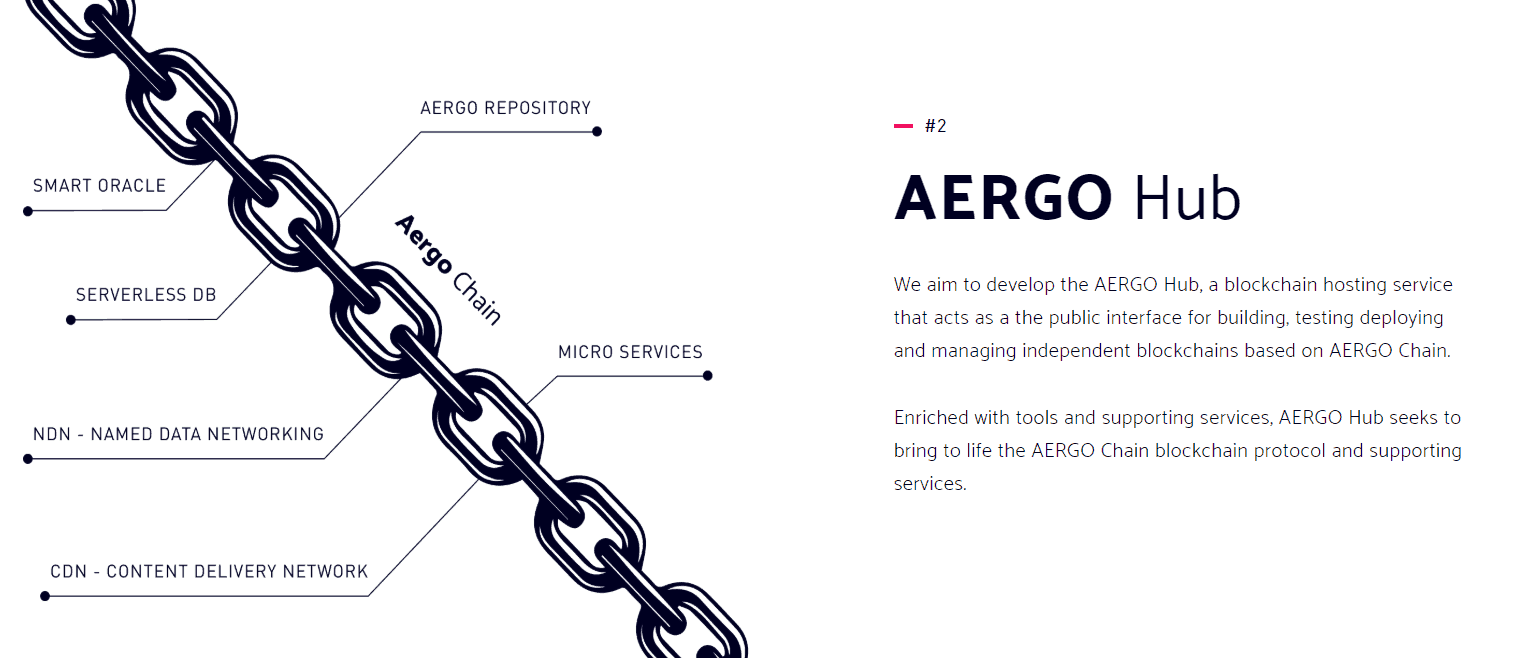 AERGO REPOSITORY
SMART ORACLE
Aergo Chain
SERVERLESS DB
MICRO SERVICES
NDN - NAMED DATA NETWORKING
CDN - CONTENT DELIVERY NETWORK
#2
AERGO Hub
We aim to develop the AERGO Hub, a blockchain hosting service
that acts as a the public interface for building, testing deploying
and managing independent blockchains based on AERGO Chain.
Enriched with tools and supporting services, AERGO Hub seeks to
bring to life the AERGO Chain blockchain protocol and supporting
services.